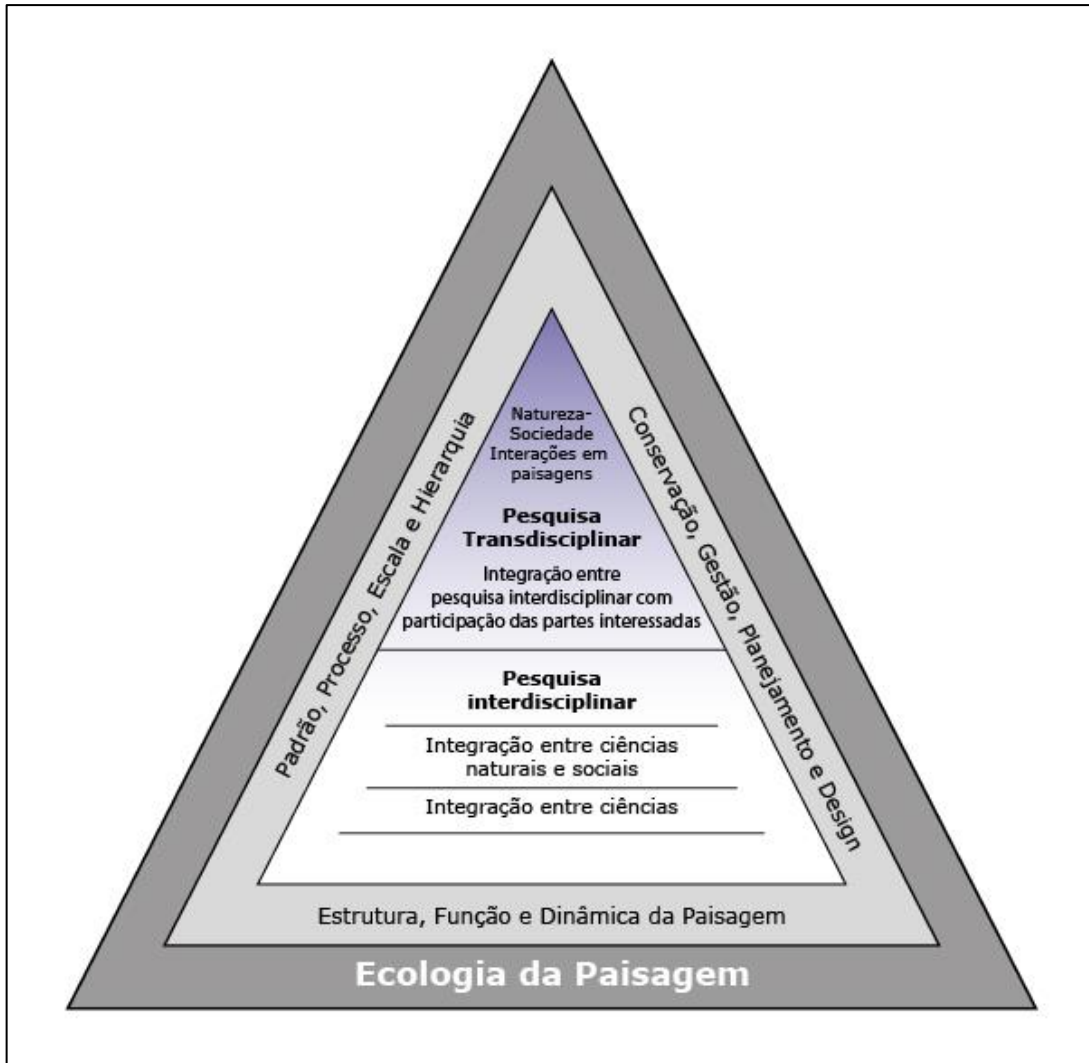 Natureza-
Sociedade
Interações em
paisagens
Pesquisa
Transdisciplinar
Integração entre
pesquisa interdisciplinar com
participação das partes interessadas
Pesquisa
interdisciplinar
Integração entre ciências
naturais e sociais
Integração entre ciências
Padrão, Processo, Escala e Hierarquia
Conservação, Gestão, Planejamento e Design
Estrutura, Função e Dinâmica da Paisagem
Ecologia da Paisagem